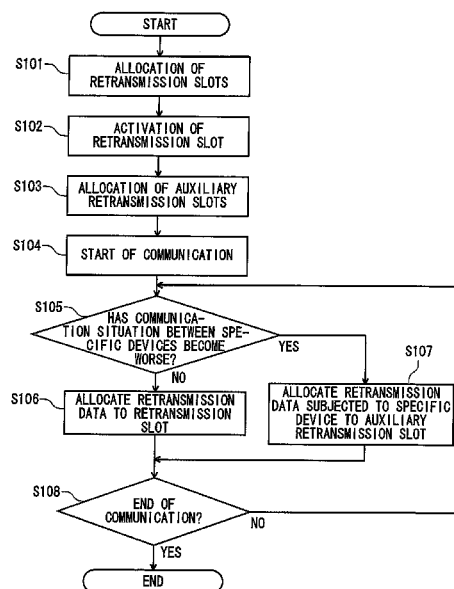 START
S101
ALLOCATION OF
RETRANSMISSION SLOTS
S102
ACTIVATION OF
RETRANSMISSION SLOT
S103
ALLOCATION OF AUXILIARY
RETRANSMISSION SLOTS
S104
START OF COMMUNICATION
S105
HAS COMMUNICA-
TION SITUATION BETWEEN SPE-
CIFIC DEVICES BECOME
WORSE?
YES
NO
S106
ALLOCATE RETRANSMISSION
DATA TO RETRANSMISSION
SLOT
S107
ALLOCATE RETRANSMISSION
DATA SUBJECTED TO SPECIFIC
DEVICE TO AUXILIARY
RETRANSMISSION SLOT
S108
END OF
COMMUNICATION?
NO
YES
END